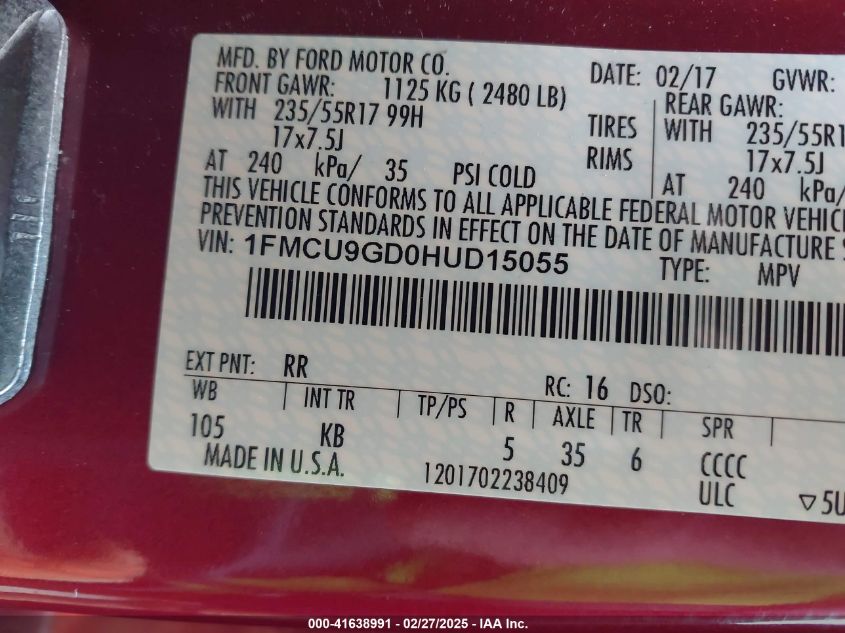 MFD. BY FORD MOTOR CO. DATE: 02/17 GVWR:
FRONT GAWR: 1125 KG ( 2480 LB) REAR GAWR:
WITH 235/55R17 99H TIRES WITH 235/55R1
17x7.5J RIMS 17x7.5J
AT 240 kPa/ 35 PSI COLD AT 240 kPa/
THIS VEHICLE CONFORMS TO ALL APPLICABLE FEDERAL MOTOR VEHIC
PREVENTION STANDARDS IN EFFECT ON THE DATE OF MANUFACTURE S
VIN: 1FMCU9GD0HUD15055 TYPE: MPV
EXT PNT: RR RC: 16 DSO:
WB INT TR TP/PS R AXLE TR SPR
105 KB 5 35 6 CCCC
MADE IN U.S.A. 1201702238409 ULC ▽5U
000-41638991 - 02/27/2025 - IAA Inc.